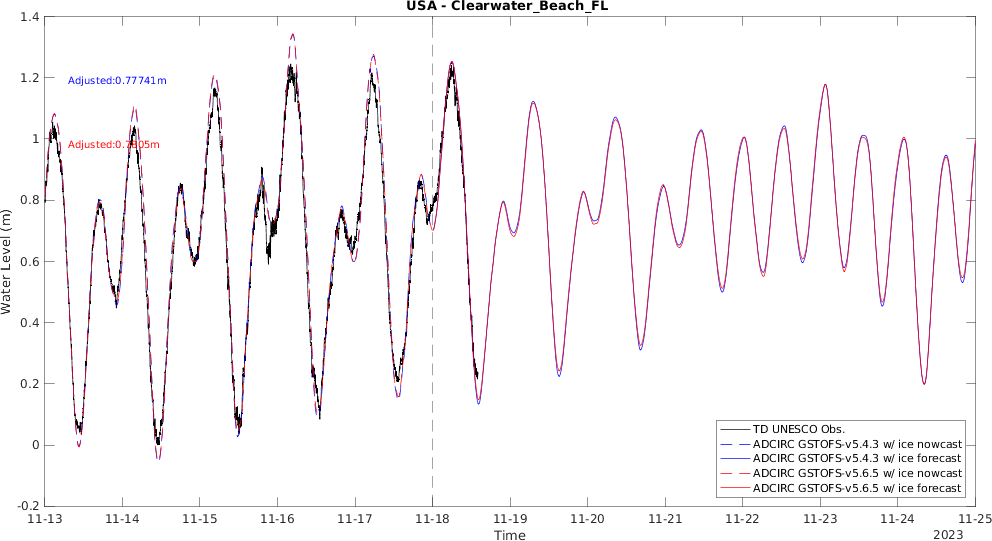 USA - Clearwater_Beach_FL
1.4
1.2
1
0.8
0.6
0.4
0.2
0
-0.2
Water Level (m)
Adjusted:0.77741m
Adjusted:0.7805m
TD UNESCO Obs.
ADCIRC GSTOFS-v5.4.3 w/ ice nowcast
ADCIRC GSTOFS-v5.4.3 w/ ice forecast
ADCIRC GSTOFS-v5.6.5 w/ ice nowcast
ADCIRC GSTOFS-v5.6.5 w/ ice forecast
11-13 11-14 11-15 11-16 11-17 11-18 11-19 11-20 11-21 11-22 11-23 11-24 11-25
Time
2023